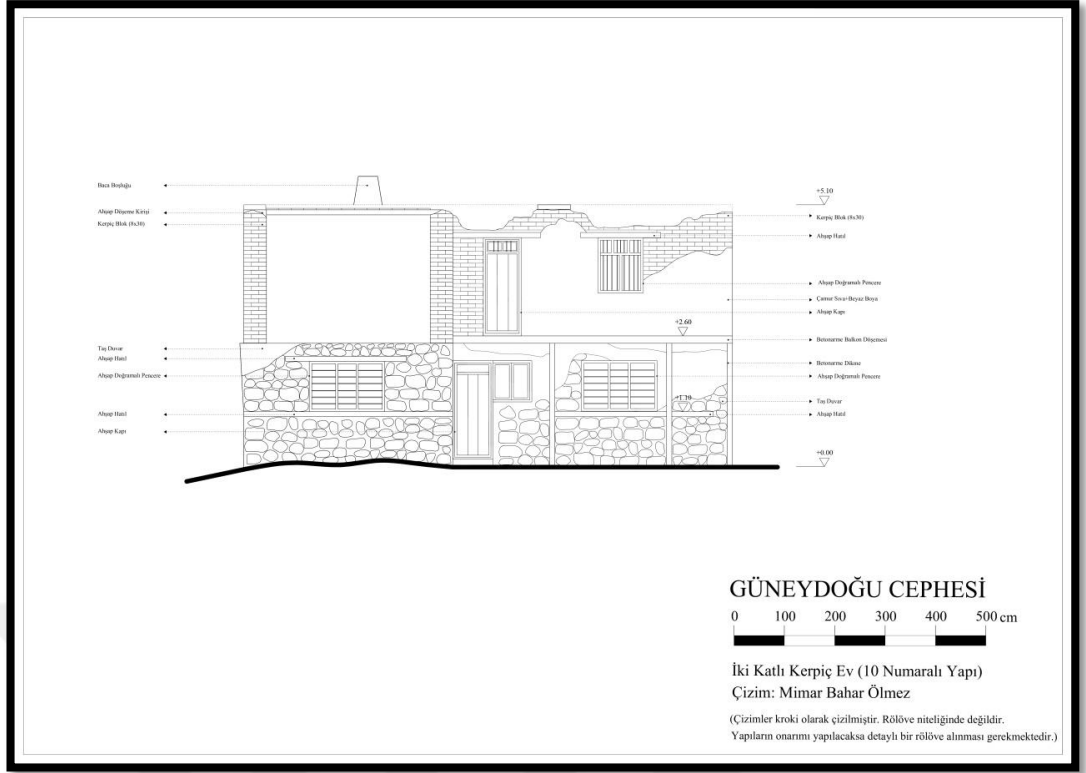 Baca Boşluğu
Ahşap Döşeme Kirişi
Kerpiç Blok (8x30)
Taş Duvar
Ahşap Hatıl
Ahşap Doğramalı Pencere
Ahşap Hatıl
Ahşap Kapı
+5.10
Kerpiç Blok (8x30)
Ahşap Hatıl
Ahşap Doğramalı Pencere
Çamur Sıva+Beyaz Boya
Ahşap Kapı
+2.60
Betonarme Balkon Döşemesi
Betonarme Dikme
Ahşap Doğramalı Pencere
+1.10
Taş Duvar
Ahşap Hatıl
+0.00
GÜNEYDOĞU CEPHESİ
0 100 200 300 400 500 cm
İki Katlı Kerpiç Ev (10 Numaralı Yapı)
Çizim: Mimar Bahar Ölmez
(Çizimler kroki olarak çizilmiştir. Rölöve niteliğinde değildir.
Yapıların onarımı yapılacaksa detaylı bir rölöve alınması gerekmektedir.)